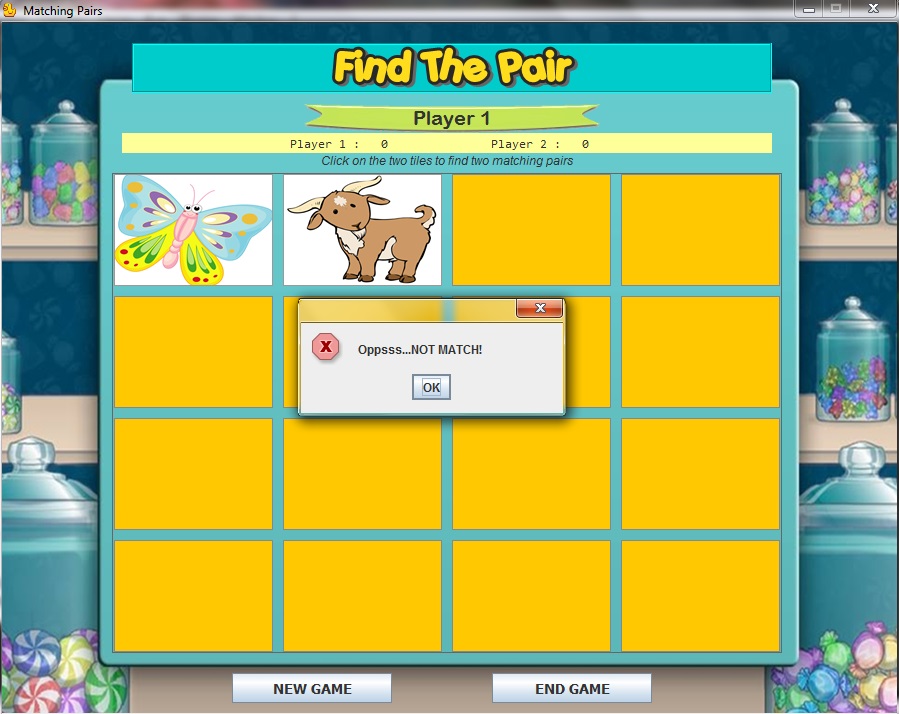 Matching Pairs
Find The Pair
Player 1
Player 1 : 0 Player 2 : 0
Click on the two tiles to find two matching pairs
Oppsss...NOT MATCH!
OK
NEW GAME END GAME